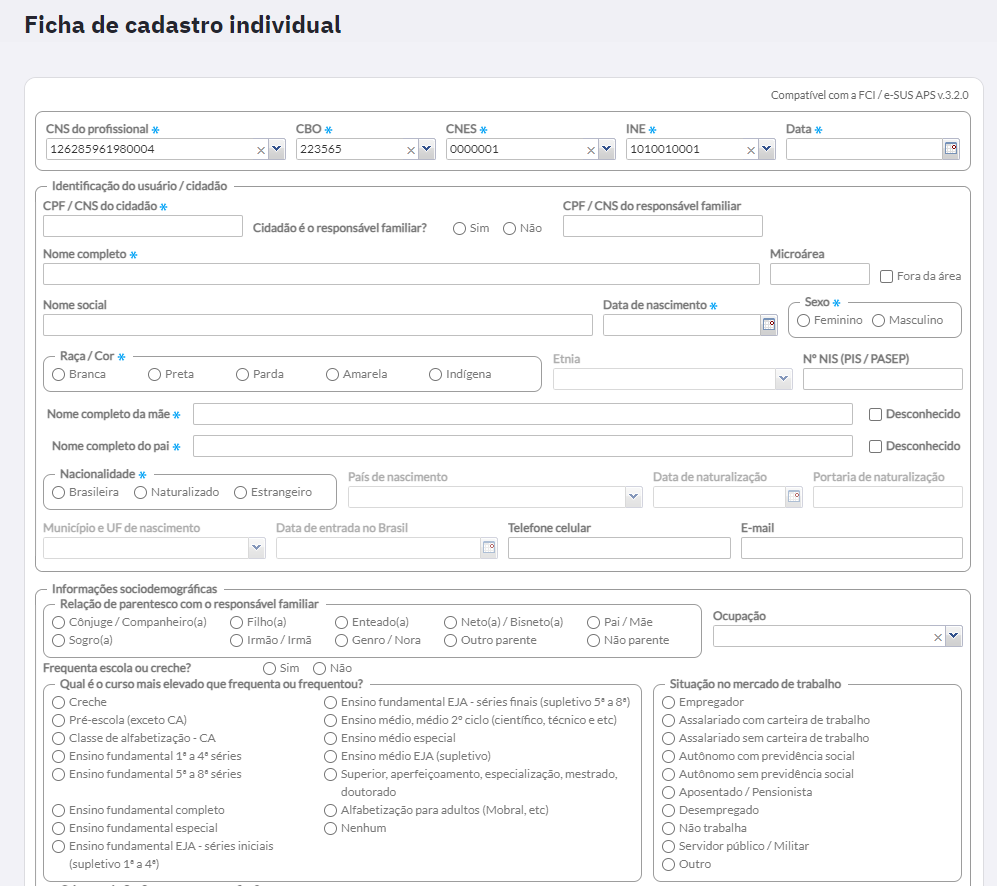 Ficha de cadastro individual
Compatível com a FCI / e-SUS APS v.3.2.0
CNS do profissional * CBO * CNES * INE * Data *
126285961980004 223565 0000001 1010010001
Identificação do usuário / cidadão
CPF / CNS do cidadão * CPF / CNS do responsável familiar
Cidadão é o responsável familiar? Sim Não
Nome completo * Microárea
Fora da área
Nome social Data de nascimento * Sexo *
Feminino Masculino
Raça / Cor * Etnia Nº NIS (PIS / PASEP)
Branca Preta Parda Amarela Indígena
Nome completo da mãe * Desconhecido
Nome completo do pai * Desconhecido
Nacionalidade * País de nascimento Data de naturalização Portaria de naturalização
Brasileira Naturalizado Estrangeiro
Município e UF de nascimento Data de entrada no Brasil Telefone celular E-mail
Informações sociodemográficas
Relação de parentesco com o responsável familiar
Cônjuge / Companheiro(a) Filho(a) Enteado(a) Neto(a) / Bisneto(a) Pai / Mãe Ocupação
Sogro(a) Irmão / Irmã Genro / Nora Outro parente Não parente
Frequenta escola ou creche? Sim Não
Qual é o curso mais elevado que frequenta ou frequentou?
Creche
Pré-escola (exceto CA)
Classe de alfabetização - CA
Ensino fundamental 1ª a 4ª séries
Ensino fundamental 5ª a 8ª séries
Ensino fundamental completo
Ensino fundamental especial
Ensino fundamental EJA - séries iniciais
(supletivo 1ª a 4ª)
Ensino fundamental EJA - séries finais (supletivo 5ª a 8ª)
Ensino médio, médio 2º ciclo (científico, técnico e etc)
Ensino médio especial
Ensino médio EJA (supletivo)
Superior, aperfeiçoamento, especialização, mestrado,
doutorado
Alfabetização para adultos (Mobral, etc)
Nenhum
Situação no mercado de trabalho
Empregador
Assalariado com carteira de trabalho
Assalariado sem carteira de trabalho
Autônomo com previdência social
Autônomo sem previdência social
Aposentado / Pensionista
Desempregado
Não trabalha
Servidor público / Militar
Outro